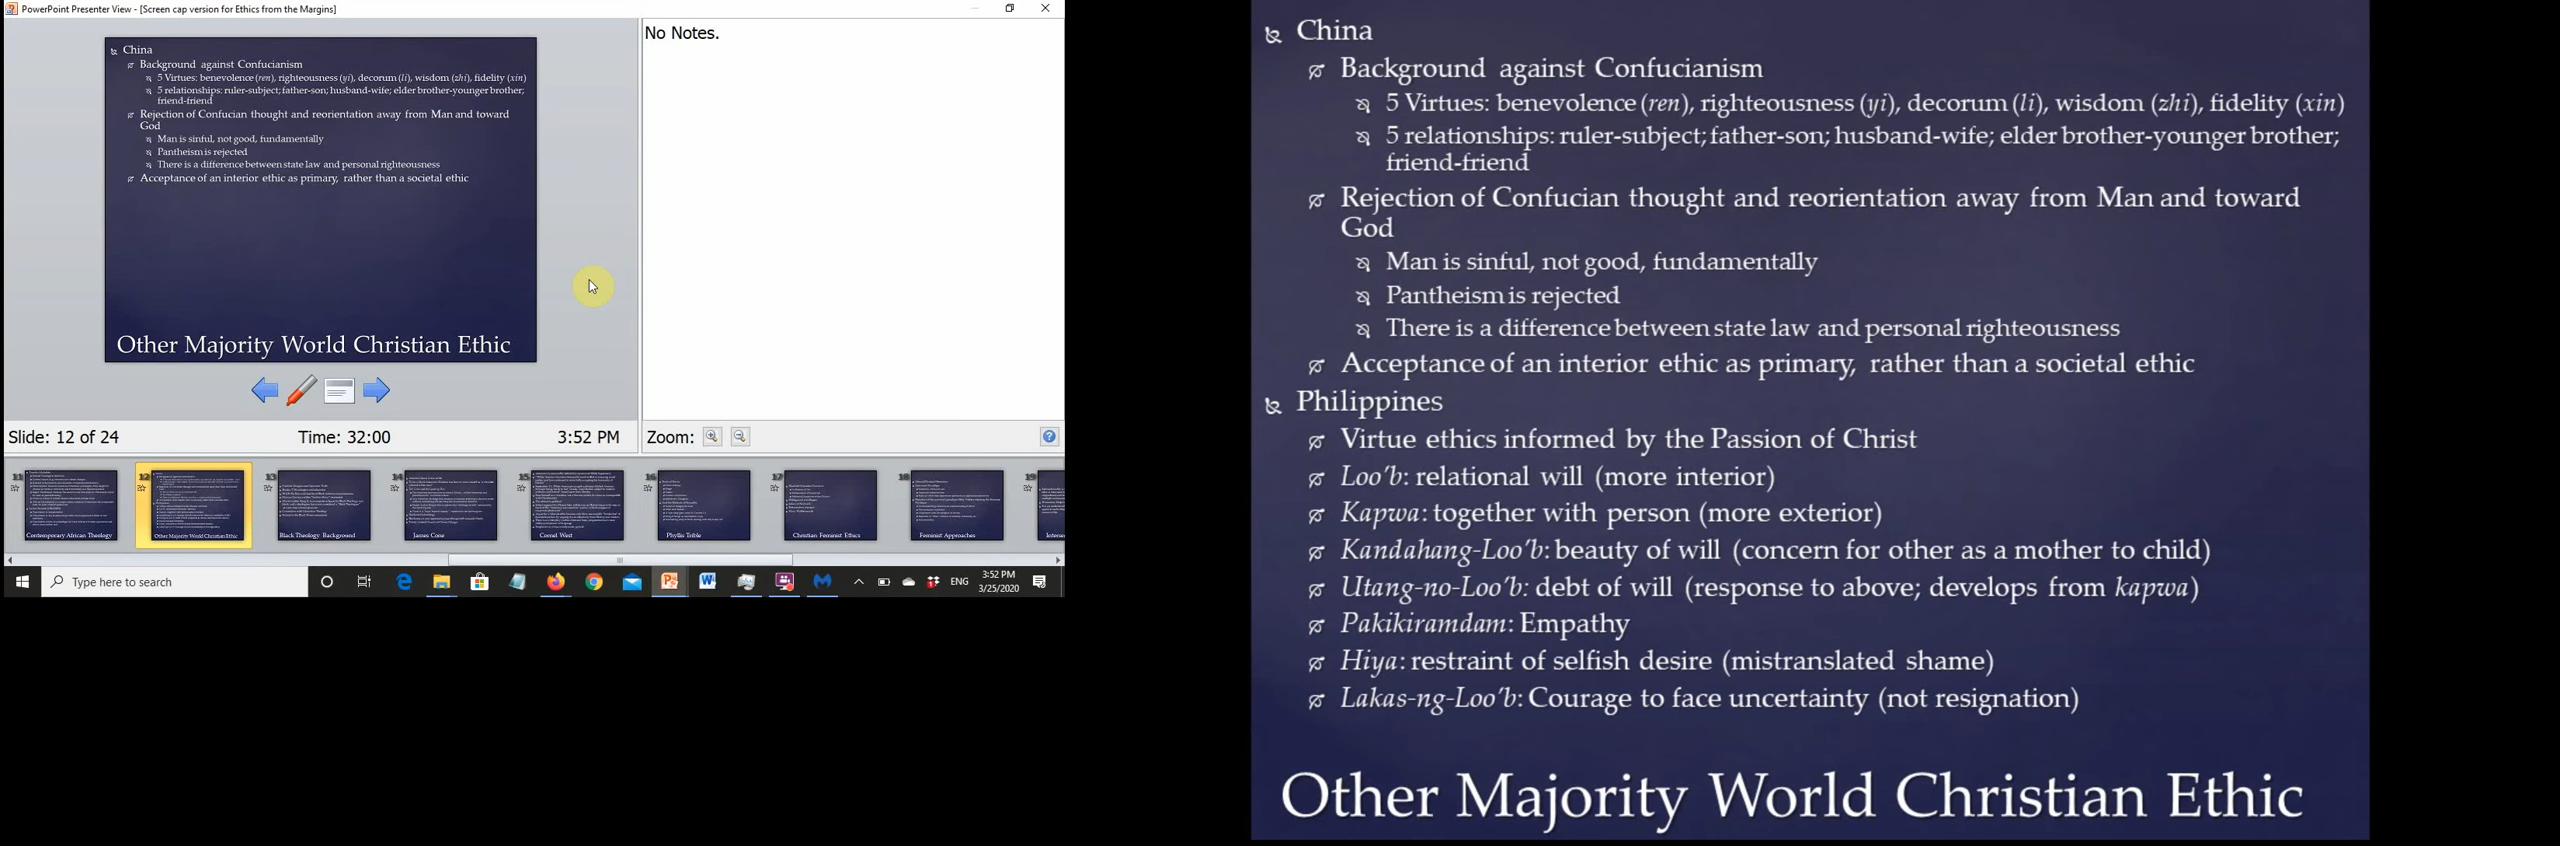 PowerPoint Presenter View - [Screen cap version for Ethics from the Margins]
China
Background against Confucianism
5 Virtues: benevolence (ren), righteousness (yi), decorum (li), wisdom (zhi), fidelity (xin)
5 relationships: ruler-subject; father-son; husband-wife; elder brother-younger brother;
friend-friend
Rejection of Confucian thought and reorientation away from Man and toward
God
Man is sinful, not good, fundamentally
Pantheism is rejected
There is a difference between state law and personal righteousness
Acceptance of an interior ethic as primary, rather than a societal ethic
Other Majority World Christian Ethic
Slide: 12 of 24
Time: 32:00
3:52 PM
No Notes.
Zoom:
11
Contemporary African Theology
12
Other Majority World Christian Ethic
13
Black Theology Background
14
James Cone
15
Cornel West
16
Phyllis Trible
17
Christian Feminist Ethics
18
Feminist Approaches
19
Type here to search
ENG
3:52 PM
3/25/2020
China
Background against Confucianism
5 Virtues: benevolence (ren), righteousness (yi), decorum (li), wisdom (zhi), fidelity (xin)
5 relationships: ruler-subject; father-son; husband-wife; elder brother-younger brother;
friend-friend
Rejection of Confucian thought and reorientation away from Man and toward
God
Man is sinful, not good, fundamentally
Pantheism is rejected
There is a difference between state law and personal righteousness
Acceptance of an interior ethic as primary, rather than a societal ethic
Philippines
Virtue ethics informed by the Passion of Christ
Loo'b: relational will (more interior)
Kapwa: together with person (more exterior)
Kandahang-Loo'b: beauty of will (concern for other as a mother to child)
Utang-no-Loo'b: debt of will (response to above; develops from kapwa)
Pakikiramdam: Empathy
Hiya: restraint of selfish desire (mistranslated shame)
Lakas-ng-Loo'b: Courage to face uncertainty (not resignation)
Other Majority World Christian Ethic